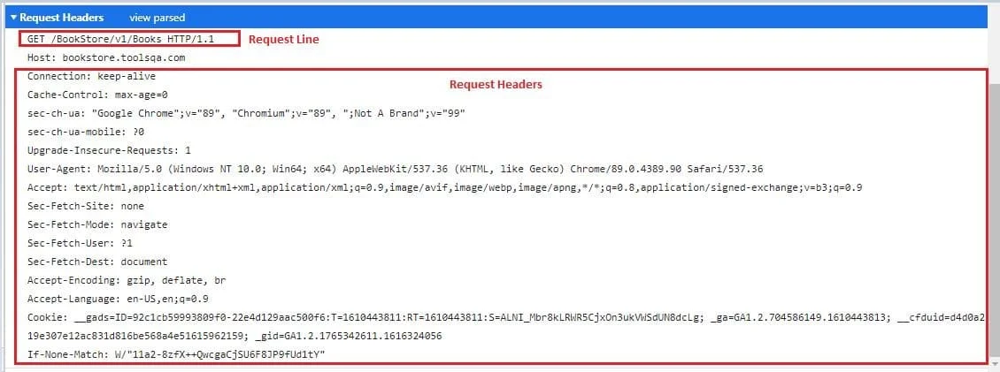 Request Headers view parsed
GET /BookStore/v1/Books HTTP/1.1 Request Line
Host: bookstore.toolsqa.com
Connection: keep-alive
Request Headers
Cache-Control: max-age=0
sec-ch-ua: "Google Chrome";v="89", "Chromium";v="89", ";Not A Brand";v="99"
sec-ch-ua-mobile: ?0
Upgrade-Insecure-Requests: 1
User-Agent: Mozilla/5.0 (Windows NT 10.0; Win64; x64) AppleWebKit/537.36 (KHTML, like Gecko) Chrome/89.0.4389.90 Safari/537.36
Accept: text/html,application/xhtml+xml,application/xml;q=0.9,image/avif,image/webp,image/apng,*/*;q=0.8,application/signed-exchange;v=b3;q=0.9
Sec-Fetch-Site: none
Sec-Fetch-Mode: navigate
Sec-Fetch-User: ?1
Sec-Fetch-Dest: document
Accept-Encoding: gzip, deflate, br
Accept-Language: en-US,en;q=0.9
Cookie: __gads=ID=92c1cb59993809f0-22e4d129aac500f6:T=1610443811:RT=1610443811:S=ALNI_Mbr8kLRWR5CjxOn3ukVWSdUN8dcLg; _ga=GA1.2.704586149.1610443813; __cfduid=d4d0a2
19e307e12ac831d816be568a4e51615962159; _gid=GA1.2.1765342611.1616324056
If-None-Match: W/"11a2-8zfX++QwcgaCjSU6F8JP9fUd1tY"